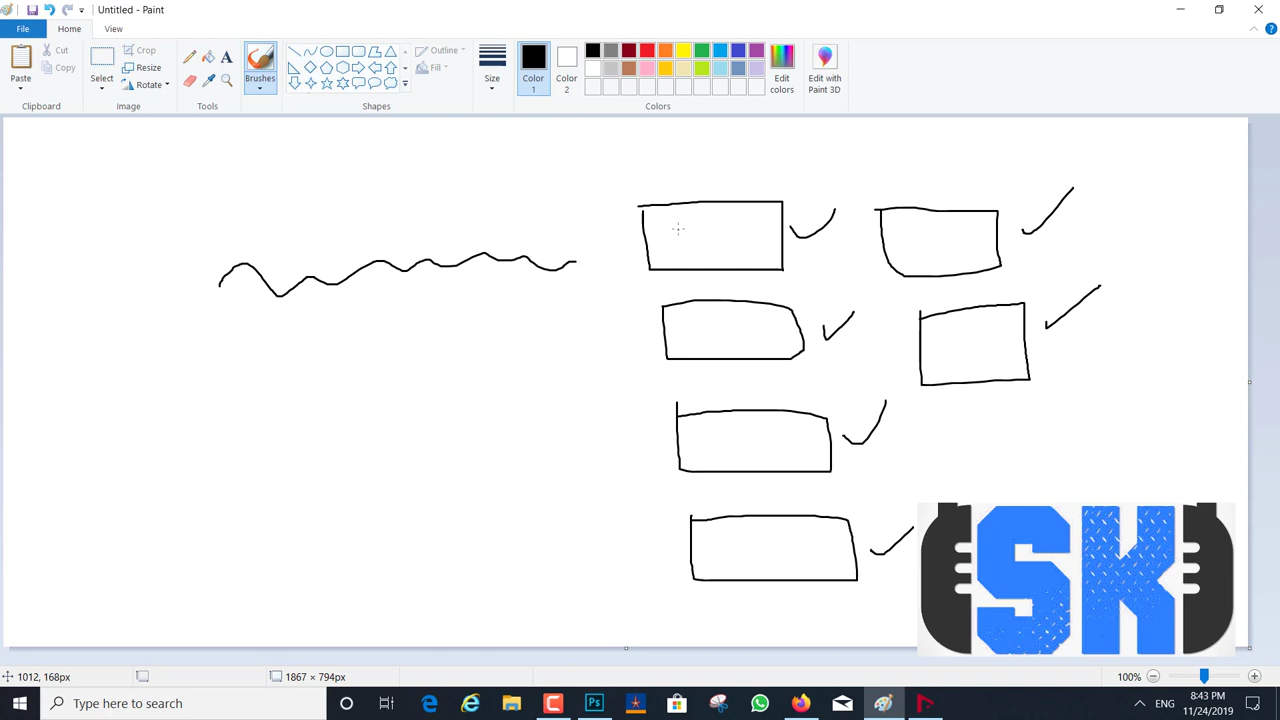 Untitled - Paint
File
Home
View
Paste
Cut
Copy
Clipboard
Select
Crop
Resize
Rotate
Image
Tools
Brushes
Outline
Fill
Shapes
Size
Color
1
Color
2
Edit
colors
Edit with
Paint 3D
Colors
SK
1012, 168px
1867 × 794px
100%
Type here to search
Ps
ENG
8:43 PM
11/24/2019